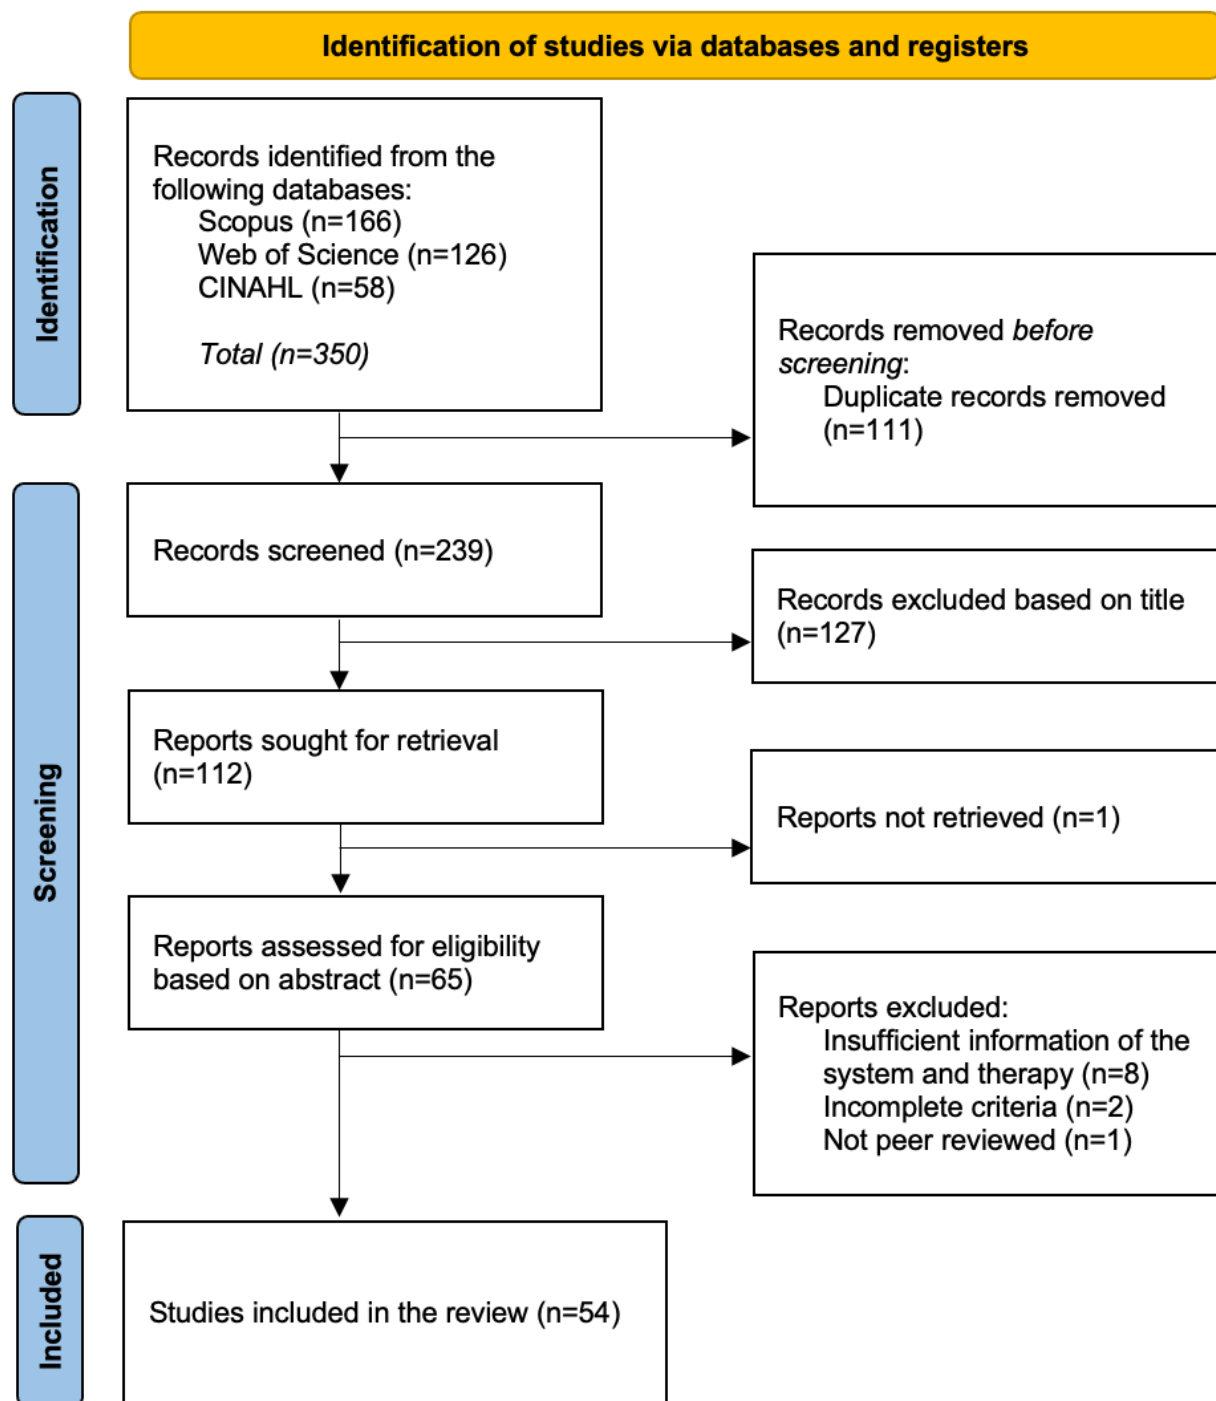 Identification of studies via databases and registers
Identification
Records identified from the
following databases:
Scopus (n=166)
Web of Science (n=126)
CINAHL (n=58)
Total (n=350)
Records removed before
screening:
Duplicate records removed
(n=111)
Screening
Records screened (n=239)
Records excluded based on title
(n=127)
Reports sought for retrieval
(n=112)
Reports not retrieved (n=1)
Reports assessed for eligibility
based on abstract (n=65)
Reports excluded:
Insufficient information of the
system and therapy (n=8)
Incomplete criteria (n=2)
Not peer reviewed (n=1)
Included
Studies included in the review (n=54)